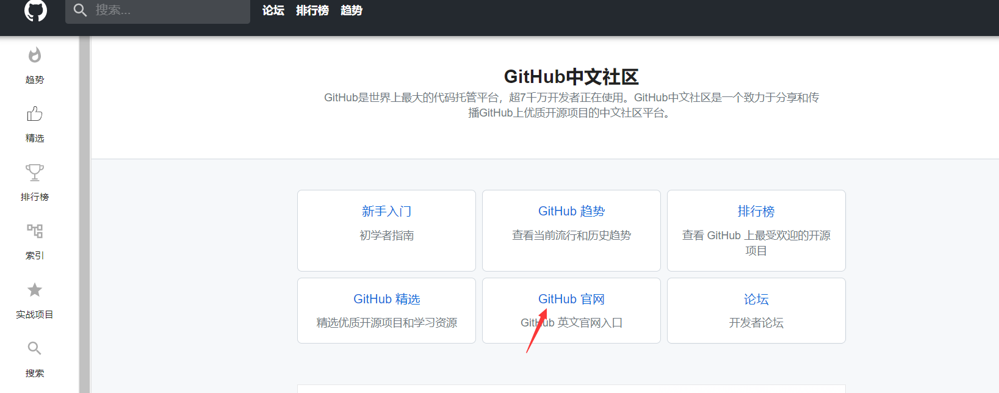 搜索...
论坛 排行榜 趋势
趋势
精选
排行榜
索引
实战项目
搜索
GitHub中文社区
GitHub是世界上最大的代码托管平台，超7千万开发者正在使用。GitHub中文社区是一个致力于分享和传
播GitHub上优质开源项目的中文社区平台。
新手入门
初学者指南
GitHub 趋势
查看当前流行和历史趋势
排行榜
查看 GitHub 上最受欢迎的开源
项目
GitHub 精选
精选优质开源项目和学习资源
GitHub 官网
GitHub 英文官网入口
论坛
开发者论坛